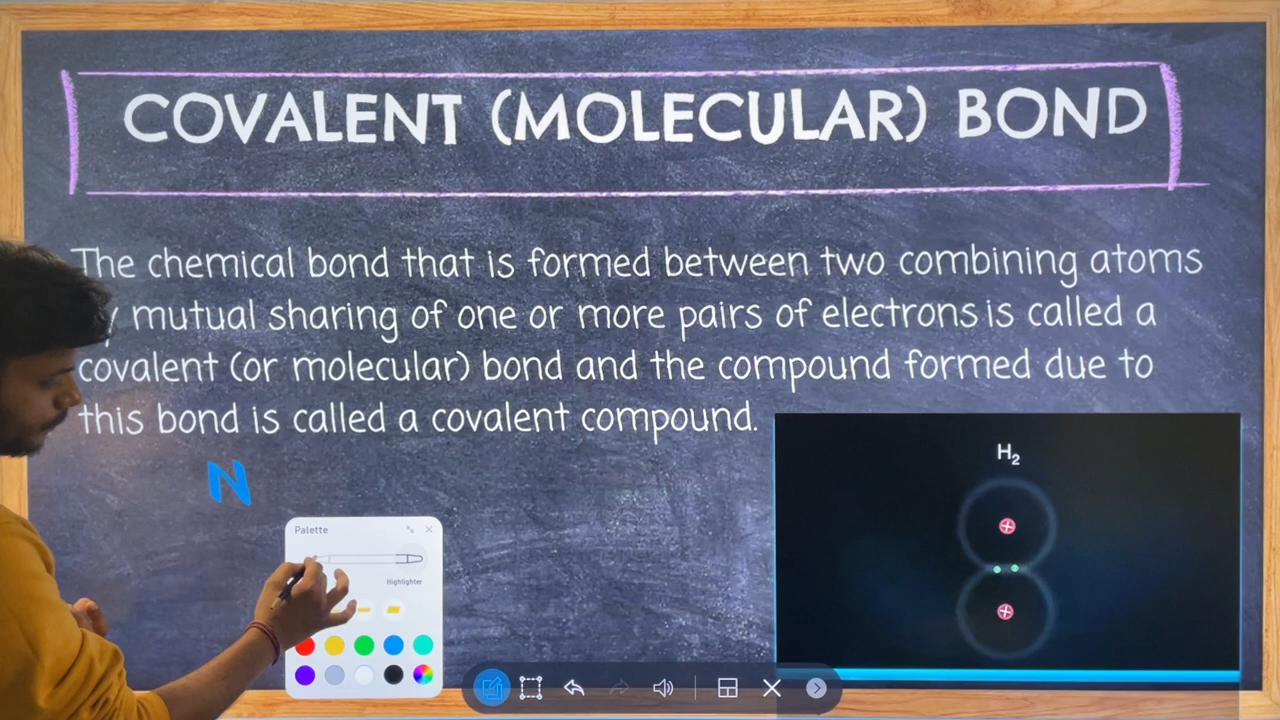 COVALENT (MOLECULAR) BOND
The chemical bond that is formed between two combining atoms
mutual sharing of one or more pairs of electrons is called a
covalent (or molecular) bond and the compound formed due to
this bond is called a covalent compound.
H₂
N
Palette
Highlighter